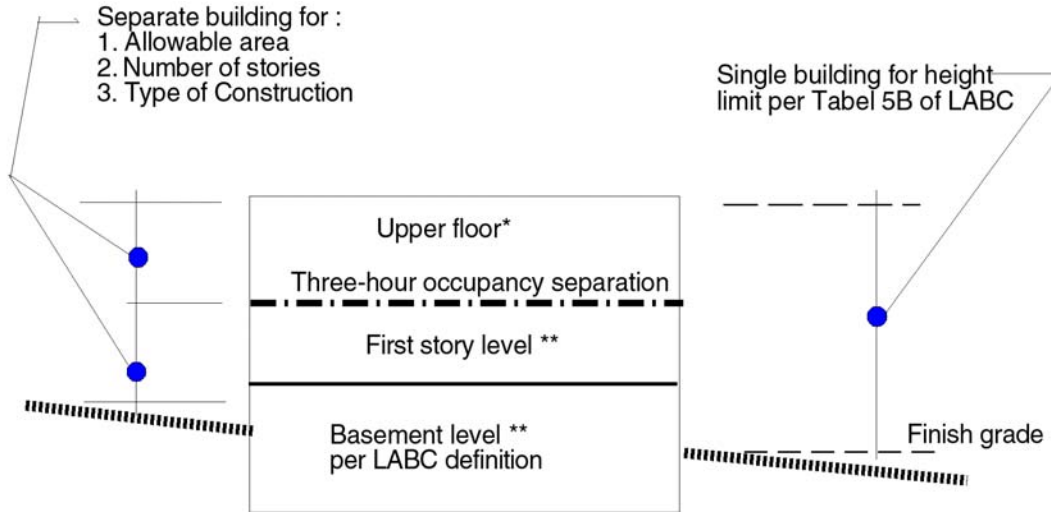 Separate building for :
1. Allowable area
2. Number of stories
3. Type of Construction
Single building for height
limit per Tabel 5B of LABC
Upper floor*
Three-hour occupancy separation
First story level **
Basement level **
per LABC definition
Finish grade